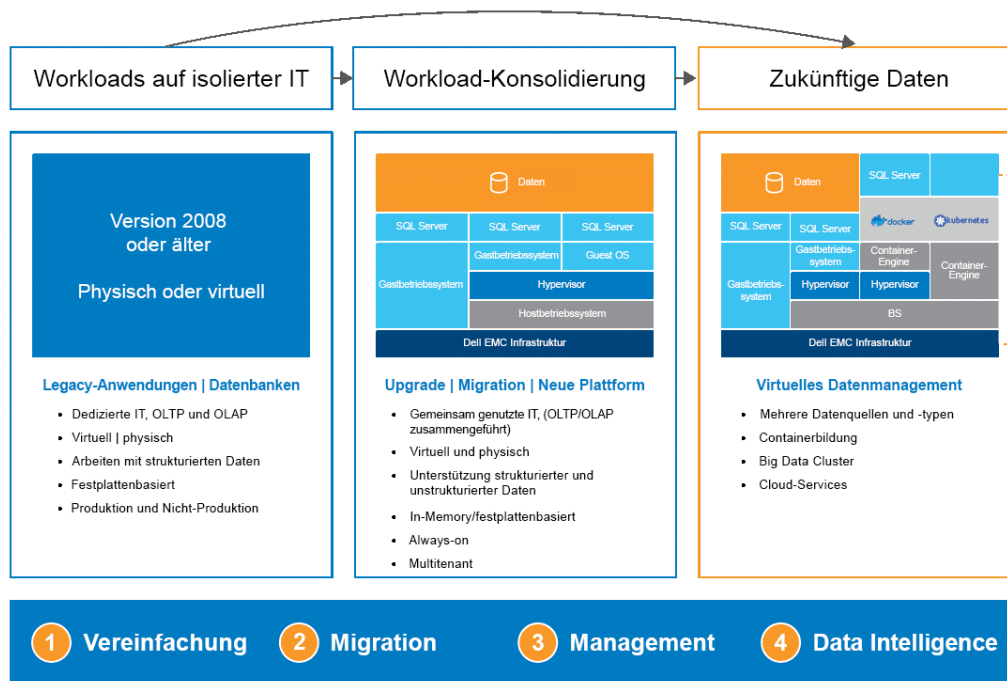 Workloads auf isolierter IT
Workload-Konsolidierung
Zukünftige Daten
Version 2008
oder älter
Physisch oder virtuell
Legacy-Anwendungen | Datenbanken
Dedizierte IT, OLTP und OLAP
Virtuell | physisch
Arbeiten mit strukturierten Daten
Festplattenbasiert
Produktion und Nicht-Produktion
Daten
SQL Server
SQL Server
SQL Server
Gastbetriebssystem
Gastbetriebssystem
Guest OS
Hypervisor
Hostbetriebssystem
Dell EMC Infrastruktur
Upgrade | Migration | Neue Plattform
Gemeinsam genutzte IT, (OLTP/OLAP
zusammengeführt)
Virtuell und physisch
Unterstützung strukturierter und
unstrukturierter Daten
In-Memory/festplattenbasiert
Always-on
Multitenant
Daten
SQL Server
SQL Server
SQL Server
docker
kubernetes
Gastbetriebs-
system
Gastbetriebs-
system
Container-
Engine
Container-
Engine
Hypervisor
Hypervisor
BS
Dell EMC Infrastruktur
Virtuelles Datenmanagement
Mehrere Datenquellen und -typen
Containerbildung
Big Data Cluster
Cloud-Services
1 Vereinfachung
2 Migration
3 Management
4 Data Intelligence